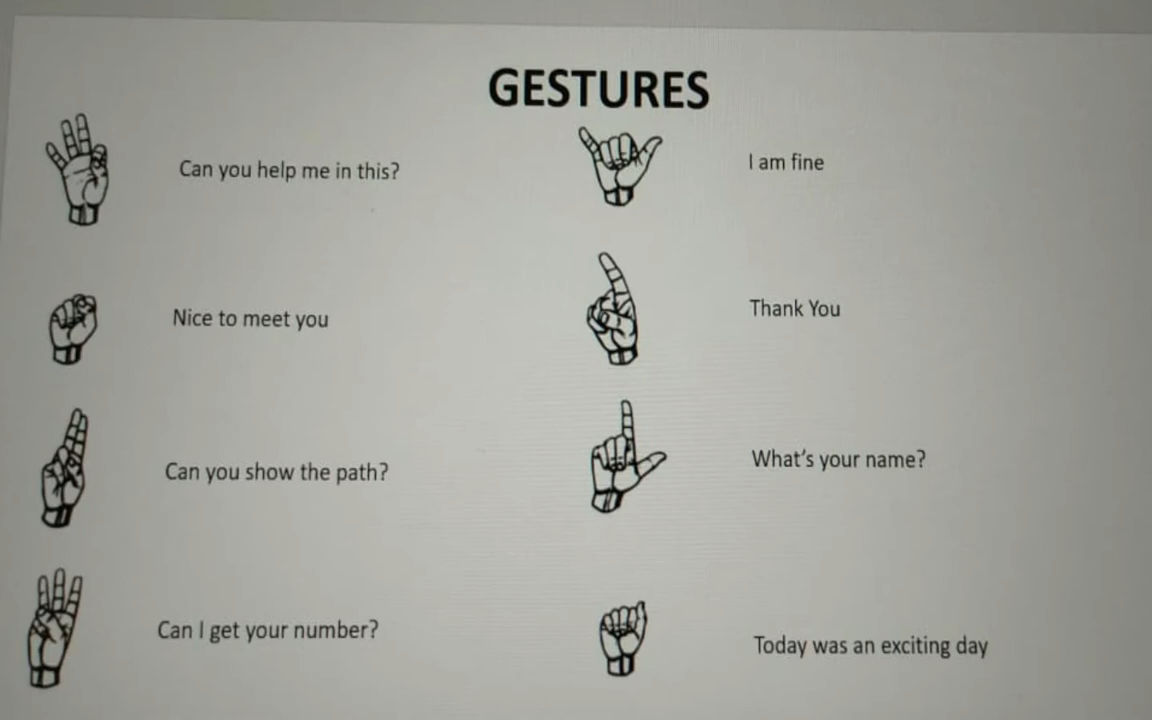 GESTURES
Can you help me in this?
I am fine
Nice to meet you
Thank You
Can you show the path?
What's your name?
Can I get your number?
Today was an exciting day